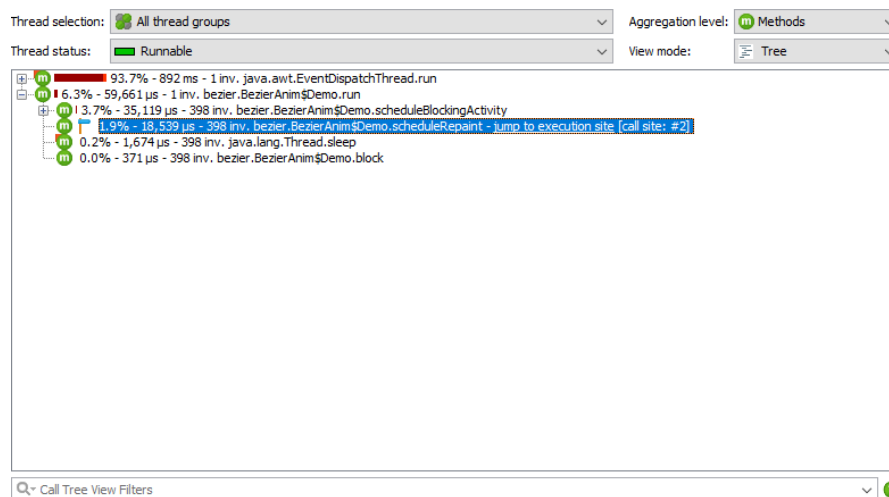 Thread selection: All thread groups Aggregation level: m Methods
Thread status: Runnable View mode: Tree
m 93.7% - 892 ms - 1 inv. java.awt.EventDispatchThread.run
m 6.3% - 59,661 µs - 1 inv. bezier.BezierAnim$Demo.run
m 3.7% - 35,119 µs - 398 inv. bezier.BezierAnim$Demo.scheduleBlockingActivity
m 1.9% - 18,539 µs - 398 inv. bezier.BezierAnim$Demo.scheduleRepaint - jump to execution site [call site: #2]
m 0.2% - 1,674 µs - 398 inv. java.lang.Thread.sleep
m 0.0% - 371 µs - 398 inv. bezier.BezierAnim$Demo.block
Call Tree View Filters